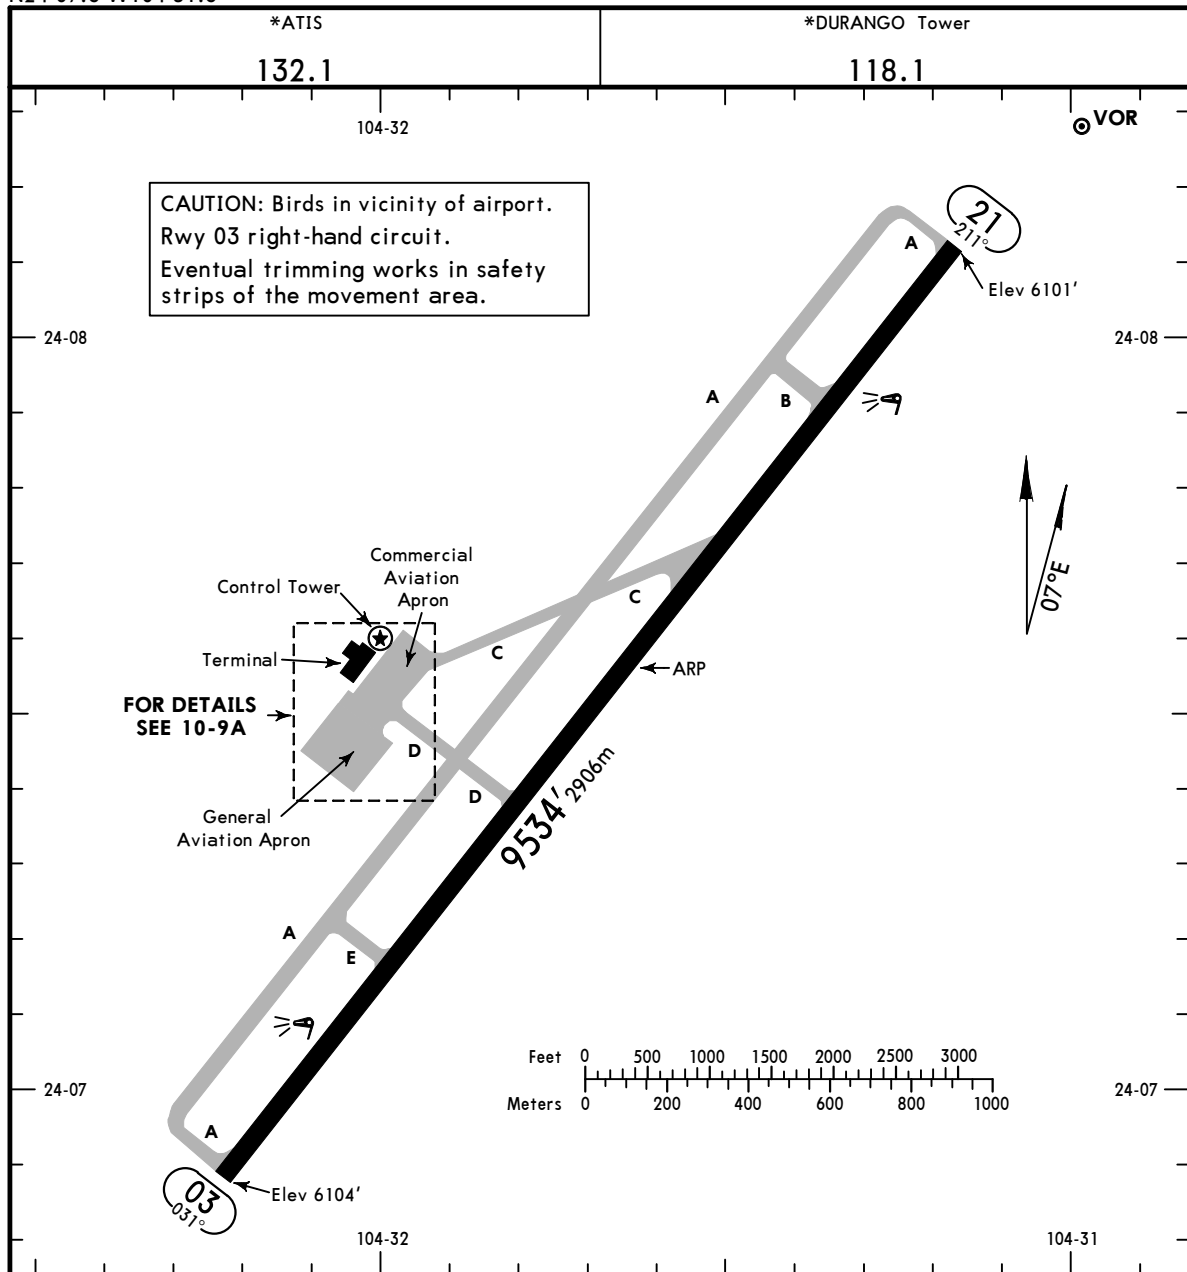 *ATIS
132.1
*DURANGO Tower
118.1
104-32
VOR
CAUTION: Birds in vicinity of airport.
Rwy 03 right-hand circuit.
Eventual trimming works in safety
strips of the movement area.
21
211°
A
Elev 6101'
24-08
24-08
A
B
07°E
Commercial
Aviation
Apron
Control Tower
C
Terminal
C
ARP
FOR DETAILS
SEE 10-9A
D
D
General
Aviation Apron
9534' 2906m
A
E
Feet 0 500 1000 1500 2000 2500 3000
Meters 0 200 400 600 800 1000
24-07
24-07
A
03
031°
Elev 6104'
104-32
104-31